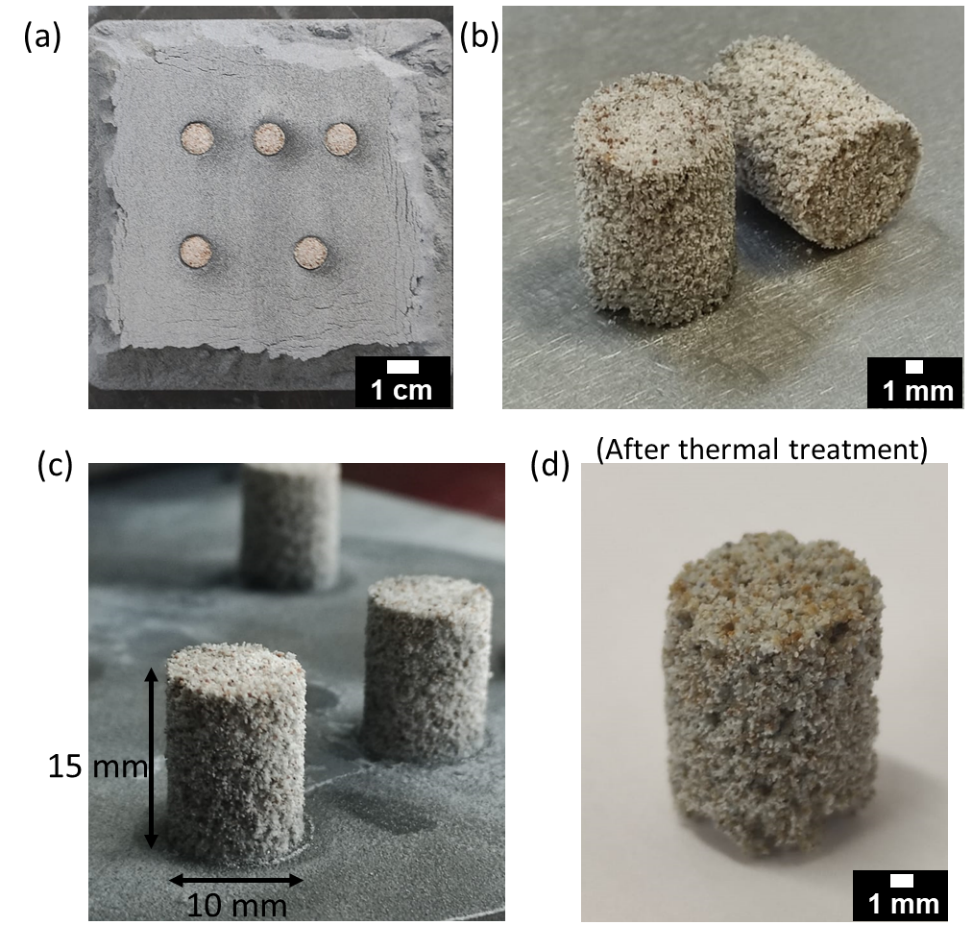 (a)
(b)
1 cm
1 mm
(After thermal treatment)
(c)
(d)
15 mm
10 mm
1 mm